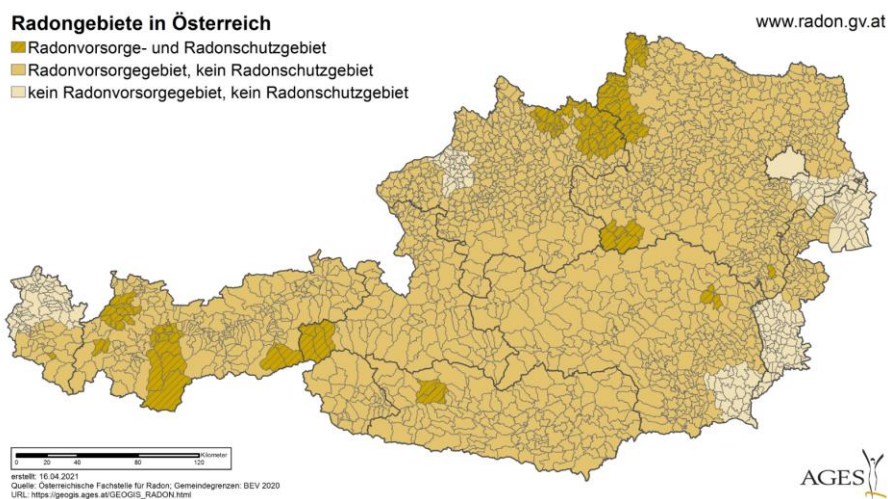 Radongebiete in Österreich
www.radon.gv.at
Radonvorsorge- und Radonschutzgebiet
Radonvorsorgegebiet, kein Radonschutzgebiet
kein Radonvorsorgegebiet, kein Radonschutzgebiet
Kilometer
0 20 40 80 120
erstellt: 16.04.2021
Quelle: Österreichische Fachstelle für Radon; Gemeindegrenzen: BEV 2020
URL: https://geogis.ages.at/GEOGIS_RADON.html
AGES